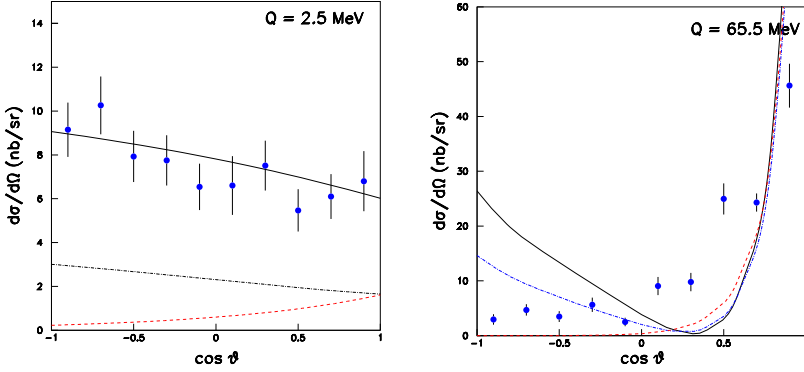 Q = 2.5 MeV
dσ/dΩ (nb/sr)
14
12
10
8
6
4
2
0
-1 -0.5 0 0.5 1
cos ϑ
Q = 65.5 MeV
dσ/dΩ (nb/sr)
60
50
40
30
20
10
0
-1 -0.5 0 0.5
cos ϑ